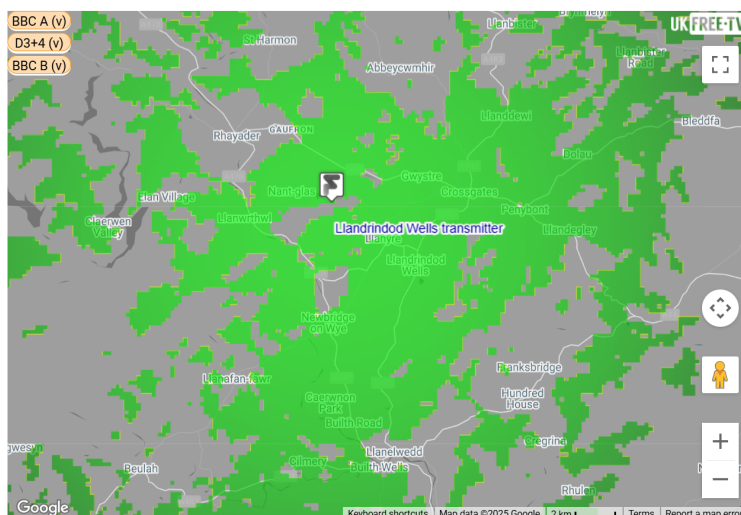 BBC A (v)
D3+4 (v)
BBC B (v)
UK FREE TV
St Harmon
Llanbister
Abbeycwmhir
Llanbister
Road
Llanddewi
Bleddfa
Rhayader
GAUFRON
Dolau
Gwystre
Crossgates
Elan Village
Nant-glas
Penybont
Claerwen
Valley
Llanwrthwl
Llandrindod Wells transmitter
Llandegley
Llanyre
Llandrindod
Wells
Newbridge
on Wye
Franksbridge
Llanafan-fawr
Hundred
House
Caerwnon
Park
Builth Road
Cregrina
Llanelwedd
Cilmery
Builth Wells
Beulah
Rhulen
Google
Keyboard shortcuts
Map data ©2025 Google
2 km
Terms
Report a map error